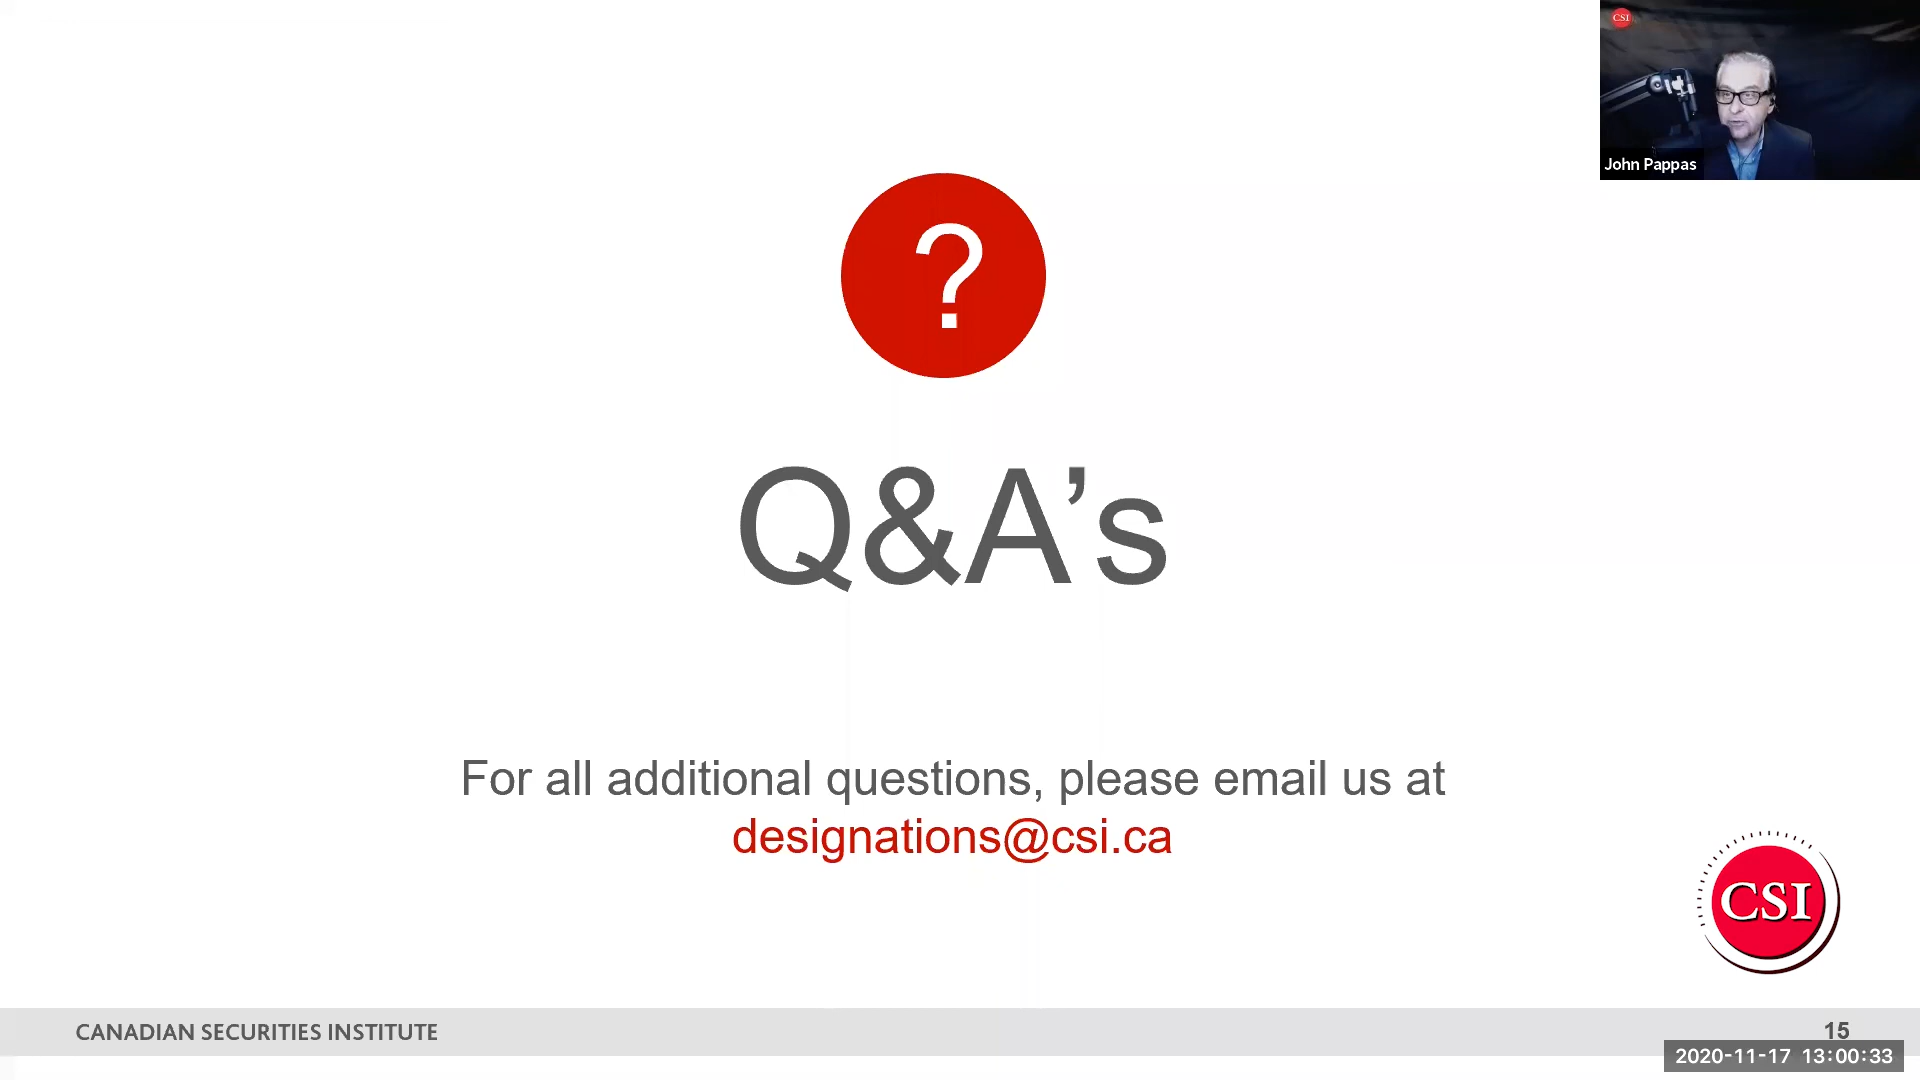 CSI
John Pappas
?
Q&A’s
For all additional questions, please email us at
designations@csi.ca
CSI
CANADIAN SECURITIES INSTITUTE
15
2020-11-17 13:00:33